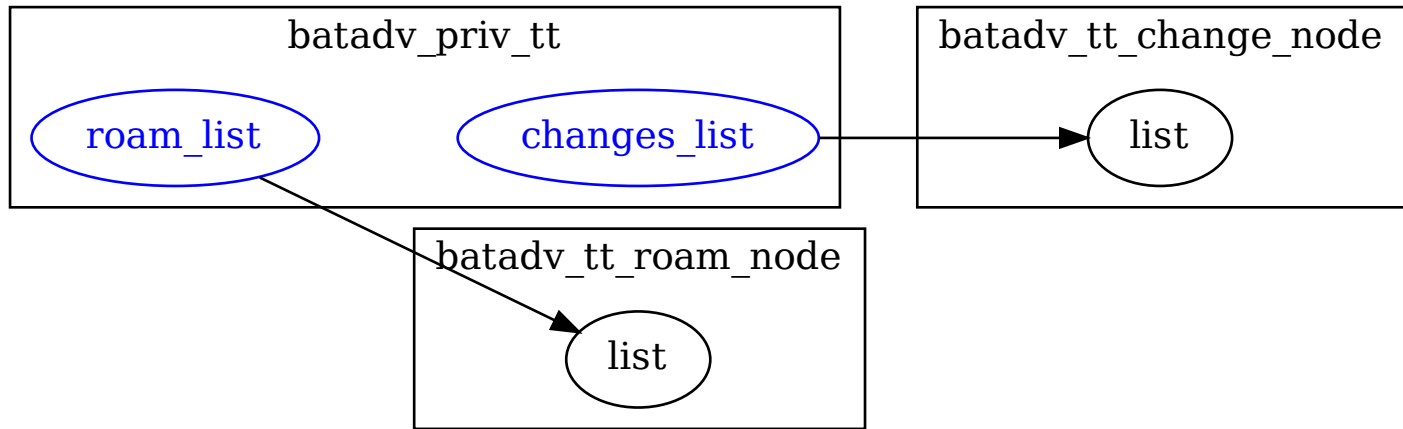 batadv_priv_tt
roam_list
changes_list
batadv_tt_change_node
list
batadv_tt_roam_node
list